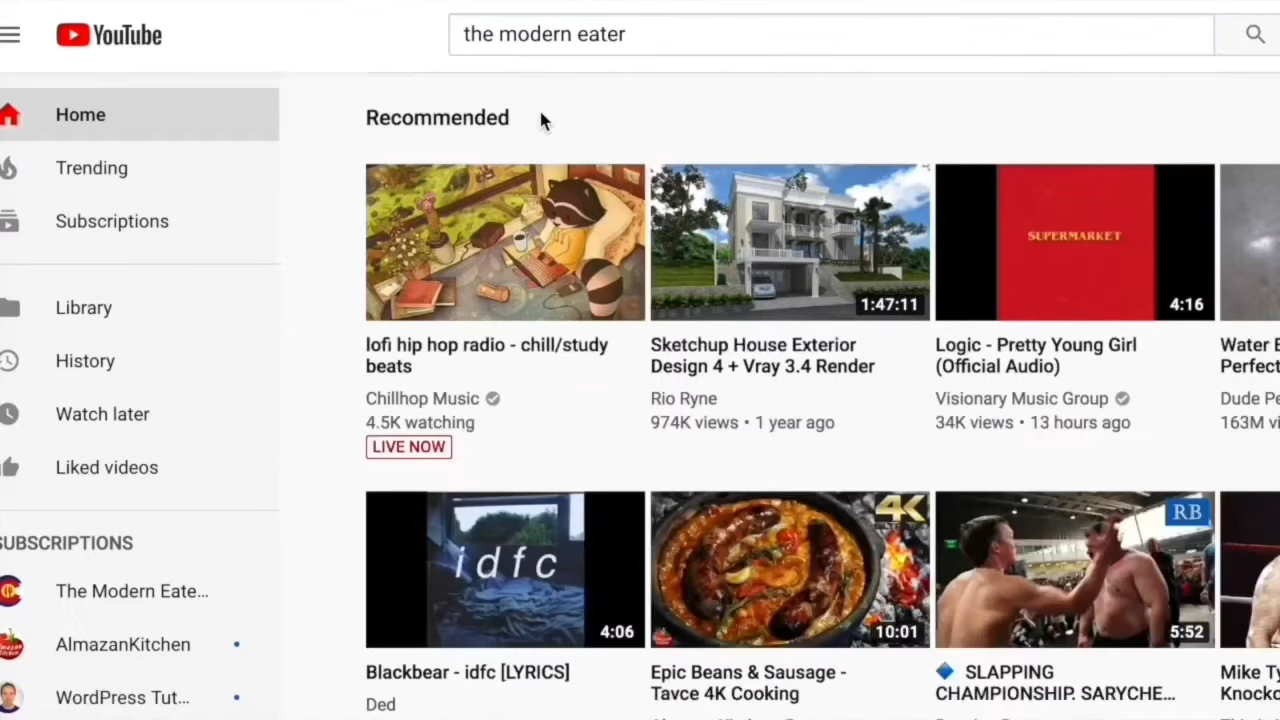 YouTube
the modern eater
Home
Trending
Subscriptions
Library
History
Watch later
Liked videos
SUBSCRIPTIONS
The Modern Eate...
AlmazanKitchen
WordPress Tut...
Recommended
lofi hip hop radio - chill/study
beats
Chillhop Music
4.5K watching
LIVE NOW
1:47:11
Sketchup House Exterior
Design 4 + Vray 3.4 Render
Rio Ryne
974K views • 1 year ago
SUPERMARKET
4:16
Logic - Pretty Young Girl
(Official Audio)
Visionary Music Group
34K views • 13 hours ago
Water
Perfect
Dude Pe
163M vi
idfc
4:06
Blackbear - idfc [LYRICS]
Ded
4K
10:01
Epic Beans & Sausage -
Tavce 4K Cooking
RB
5:52
SLAPPING
CHAMPIONSHIP. SARYCHE...
Mike Ty
Knocko